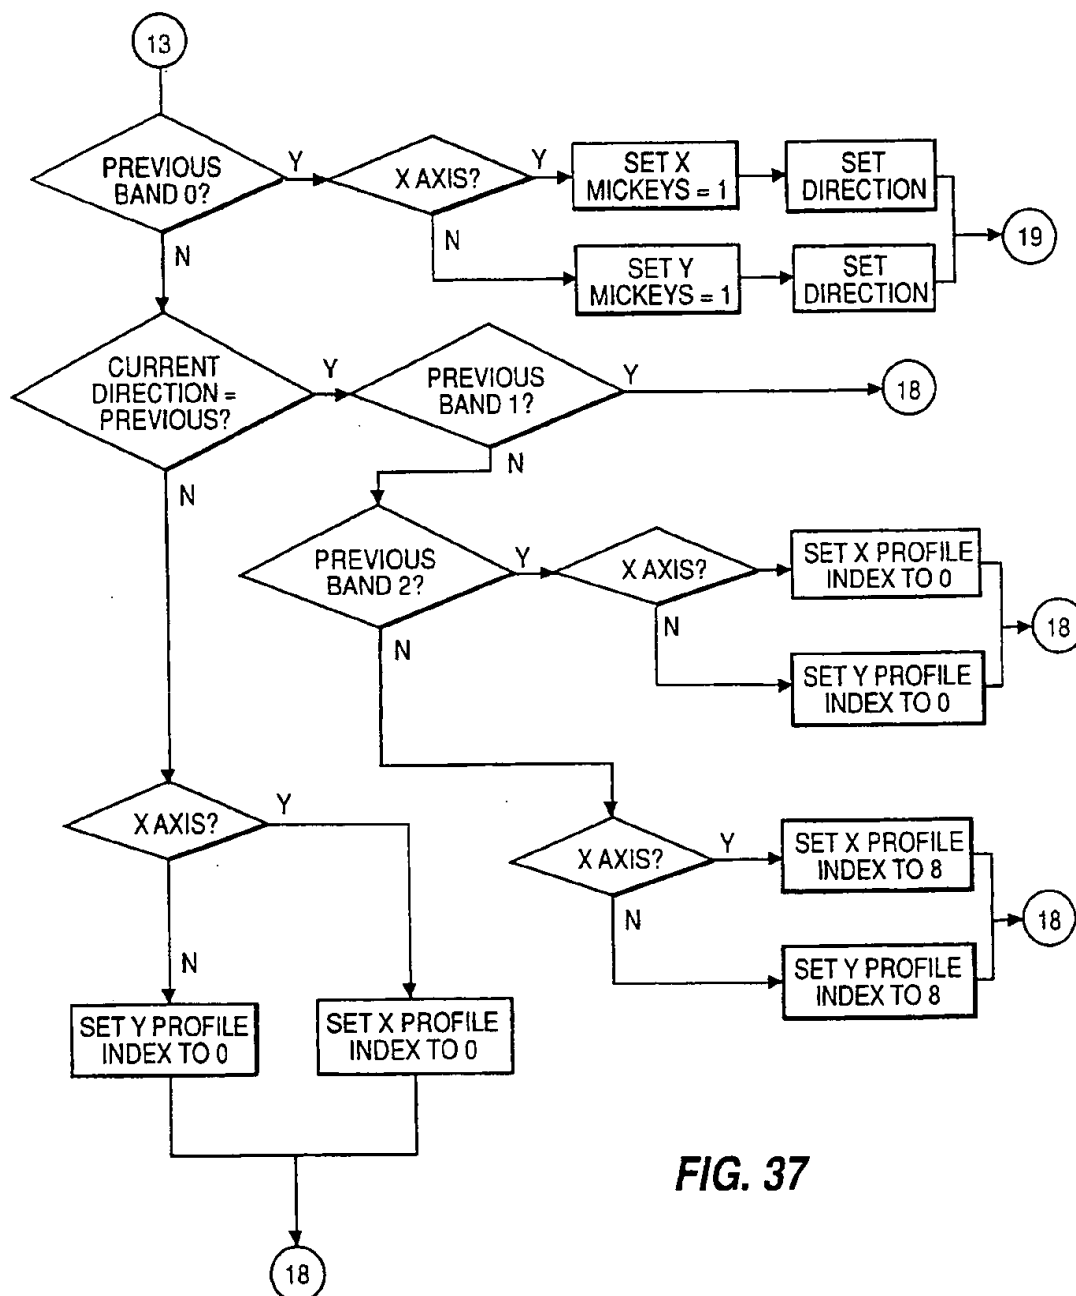 13
PREVIOUS
BAND 0?
Y
X AXIS?
Y
SET X
MICKEYS = 1
SET
DIRECTION
19
N
N
SET Y
MICKEYS = 1
SET
DIRECTION
CURRENT
DIRECTION =
PREVIOUS?
Y
PREVIOUS
BAND 1?
Y
18
N
N
PREVIOUS
BAND 2?
Y
X AXIS?
SET X PROFILE
INDEX TO 0
18
N
N
SET Y PROFILE
INDEX TO 0
X AXIS?
Y
X AXIS?
Y
SET X PROFILE
INDEX TO 8
18
N
N
SET Y PROFILE
INDEX TO 8
SET Y PROFILE
INDEX TO 0
SET X PROFILE
INDEX TO 0
FIG. 37
18